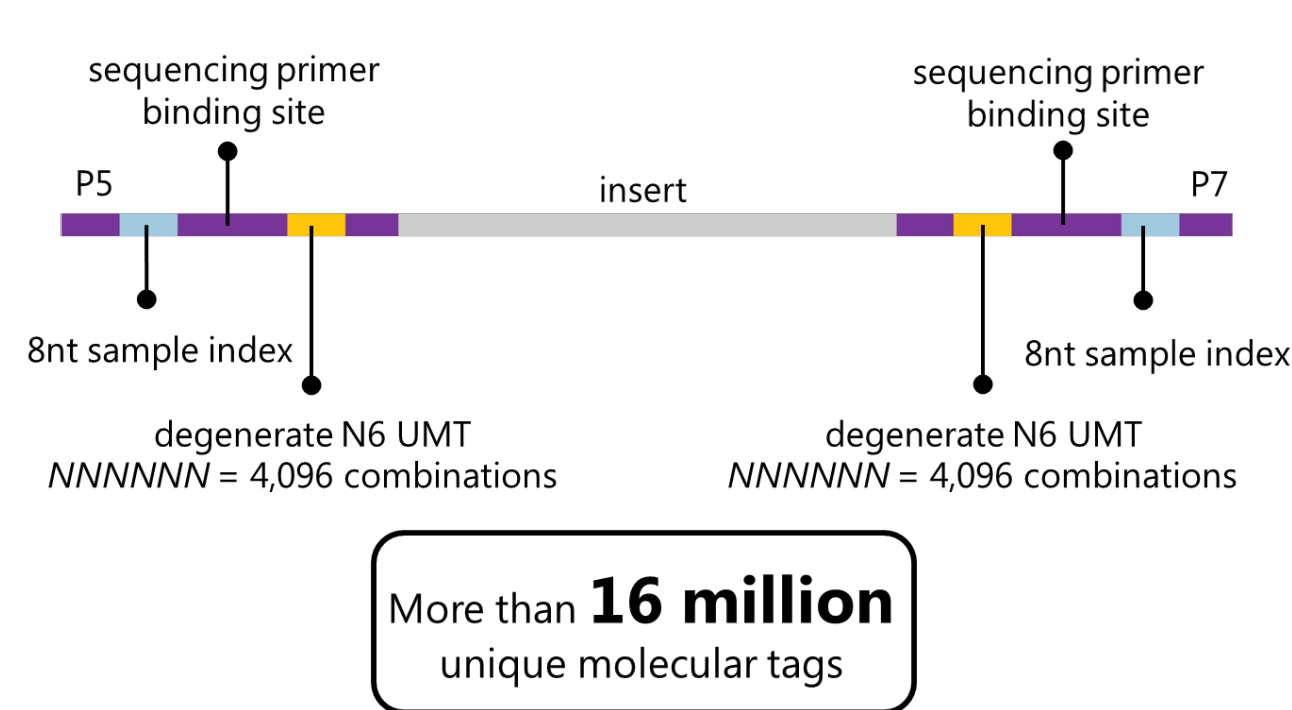 sequencing primer
binding site
sequencing primer
binding site
P5
insert
P7
8nt sample index
8nt sample index
degenerate N6 UMT
NNNNNN = 4,096 combinations
degenerate N6 UMT
NNNNNN = 4,096 combinations
More than 16 million
unique molecular tags